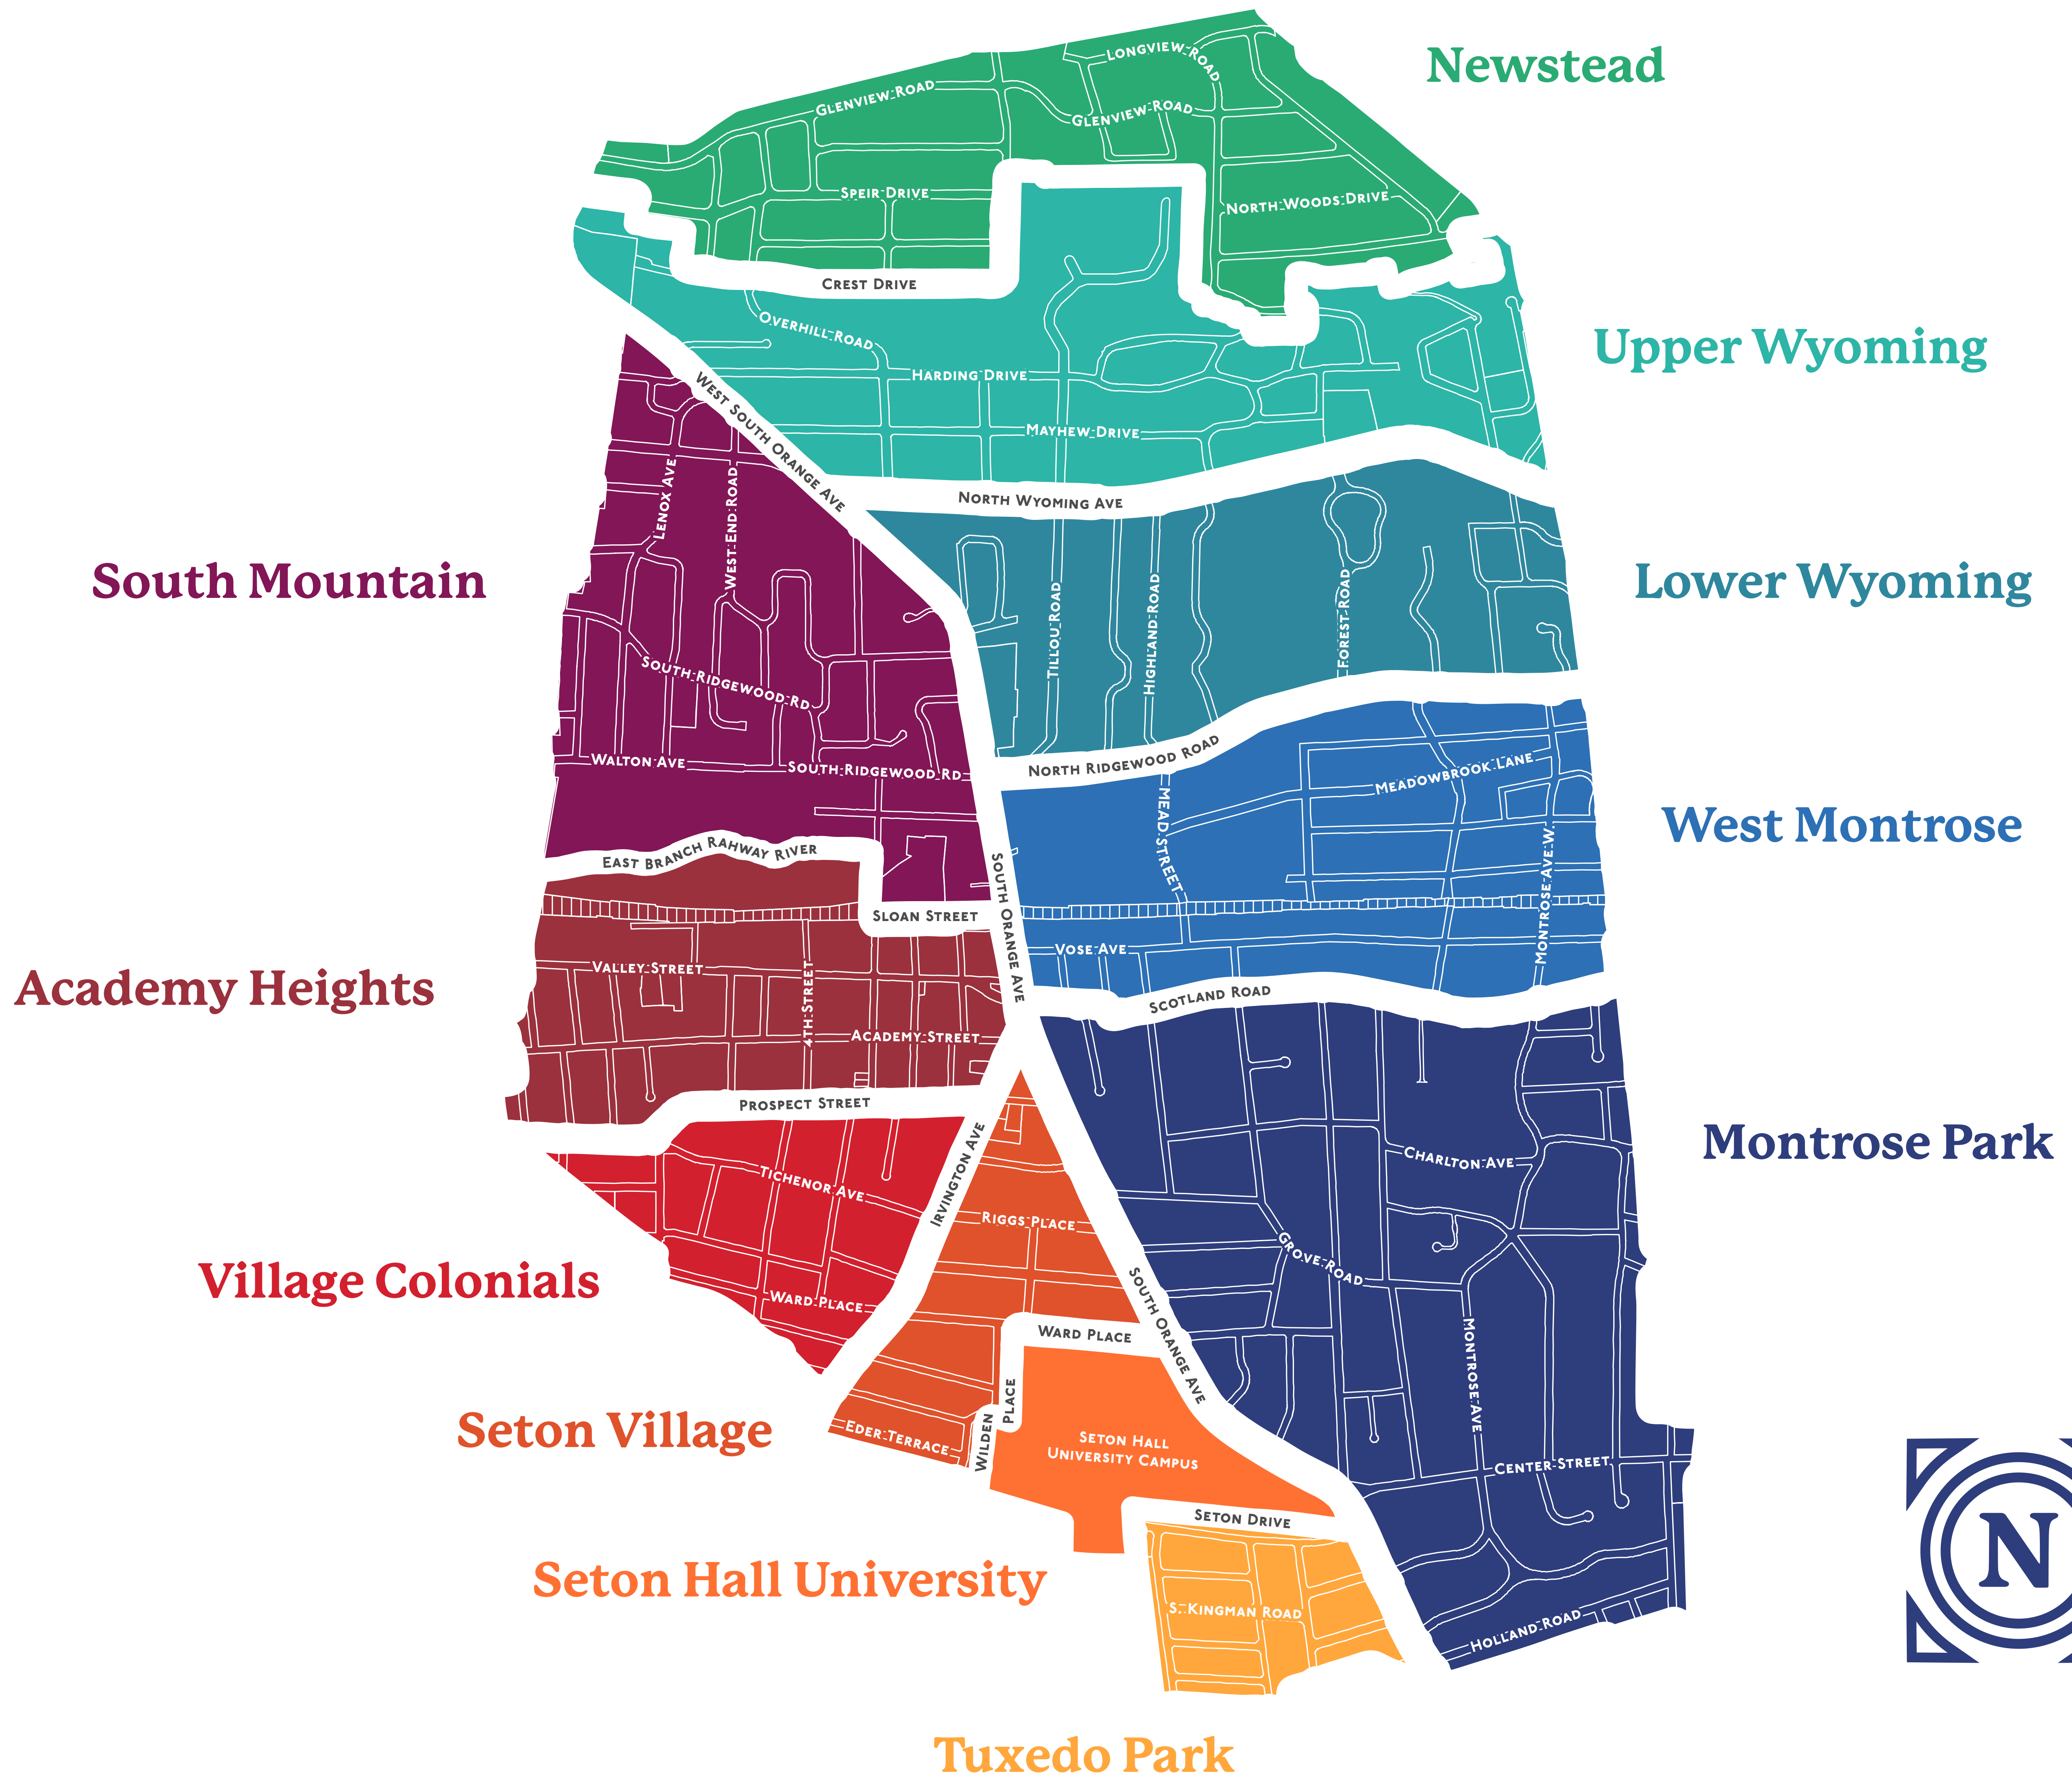 Newstead
LONGVIEW ROAD
GLENVIEW ROAD
GLENVIEW ROAD
SPEIR DRIVE
NORTH WOODS DRIVE
CREST DRIVE
OVERHILL ROAD
Upper Wyoming
HARDING DRIVE
MAYHEW DRIVE
WEST SOUTH ORANGE AVE
NORTH WYOMING AVE
LENOX AVE
WEST END ROAD
South Mountain
Lower Wyoming
TILLOU ROAD
HIGHLAND ROAD
FOREST ROAD
SOUTH RIDGEWOOD RD
WALTON AVE
SOUTH RIDGEWOOD RD
NORTH RIDGEWOOD ROAD
MEADOWBROOK LANE
MEAD STREET
West Montrose
MONTROSE AVE W.
EAST BRANCH RAHWAY RIVER
SLOAN STREET
SOUTH ORANGE AVE
VOSE AVE
Academy Heights
VALLEY STREET
4TH STREET
ACADEMY STREET
SCOTLAND ROAD
PROSPECT STREET
Montrose Park
CHARLTON AVE
TICHENOR AVE
IRVINGTON AVE
RIGGS PLACE
GROVE ROAD
Village Colonials
WARD PLACE
WARD PLACE
SOUTH ORANGE AVE
MONTROSE AVE
Seton Village
EDER TERRACE
WILDEN
PLACE
SETON HALL
UNIVERSITY CAMPUS
CENTER STREET
SETON DRIVE
N
Seton Hall University
S. KINGMAN ROAD
HOLLAND ROAD
Tuxedo Park